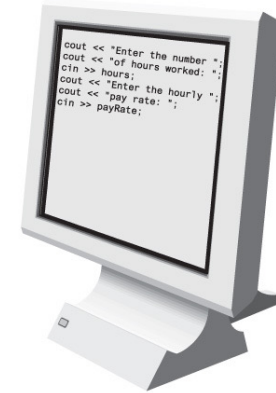 cout << "Enter the number ";
cout << "of hours worked: ";
cin >> hours;
cout << "Enter the hourly ";
cout << "pay rate: ";
cin >> payRate;